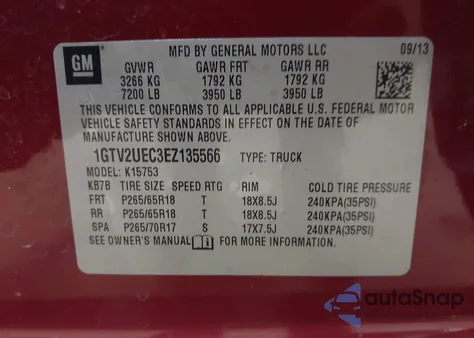 GM
MFD BY GENERAL MOTORS LLC 09/13
GVWR GAWR FRT GAWR RR
3266 KG 1792 KG 1792 KG
7200 LB 3950 LB 3950 LB
THIS VEHICLE CONFORMS TO ALL APPLICABLE U.S. FEDERAL MOTOR
VEHICLE SAFETY STANDARDS IN EFFECT ON THE DATE OF
MANUFACTURE SHOWN ABOVE.
1GTV2UEC3EZ135566 TYPE: TRUCK
MODEL: K15753
KB7B TIRE SIZE SPEED RTG RIM COLD TIRE PRESSURE
FRT P265/65R18 T 18X8.5J 240KPA(35PSI)
RR P265/65R18 T 18X8.5J 240KPA(35PSI)
SPA P265/70R17 S 17X7.5J 240KPA(35PSI)
SEE OWNER'S MANUAL FOR MORE INFORMATION.
autoSnap